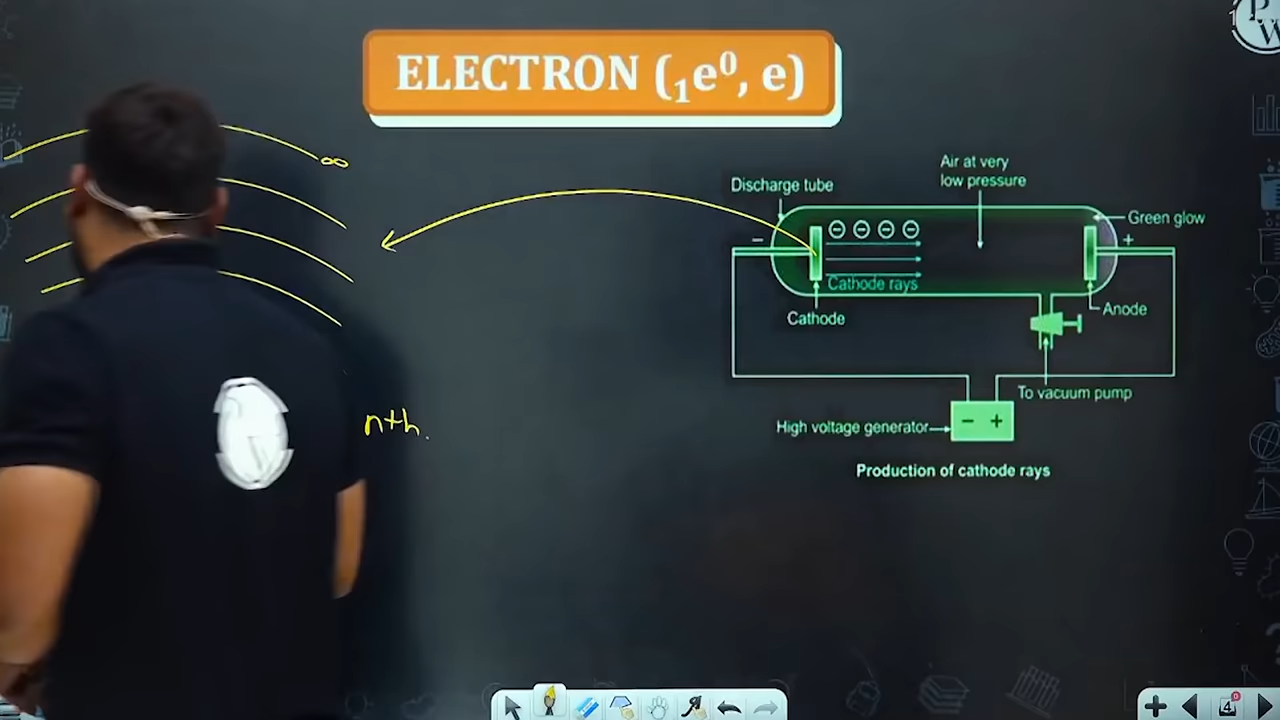 P
W
ELECTRON (₁e⁰, e)
∞
Discharge tube
Air at very
low pressure
Green glow
−
+
Cathode rays
Cathode
Anode
nth.
To vacuum pump
High voltage generator
− +
Production of cathode rays
4